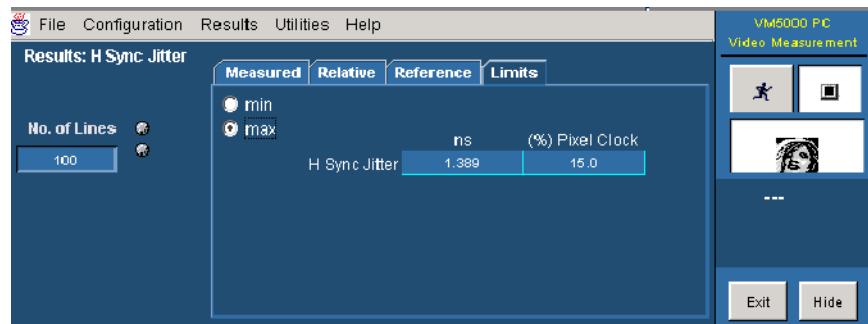 File Configuration Results Utilities Help
Results: H Sync Jitter
Measured Relative Reference Limits
min
max
No. of Lines
100
ns (%) Pixel Clock
H Sync Jitter 1.389 15.0
VM5000 PC
Video Measurement
---
Exit Hide